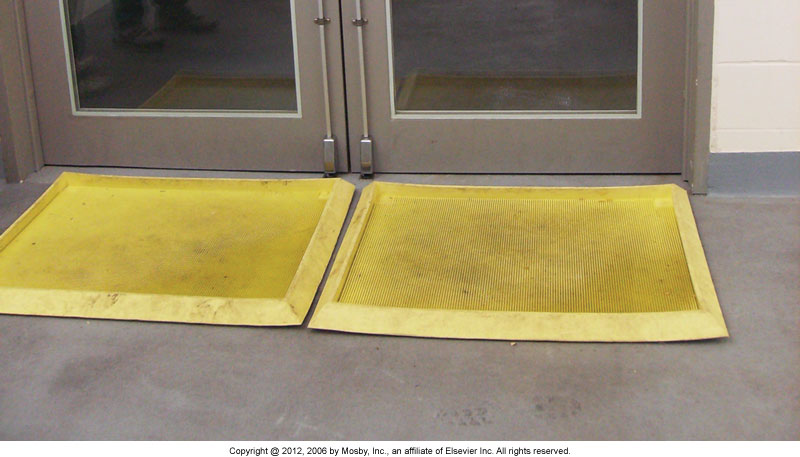 Copyright @ 2012, 2006 by Mosby, Inc., an affiliate of Elsevier Inc. All rights reserved.